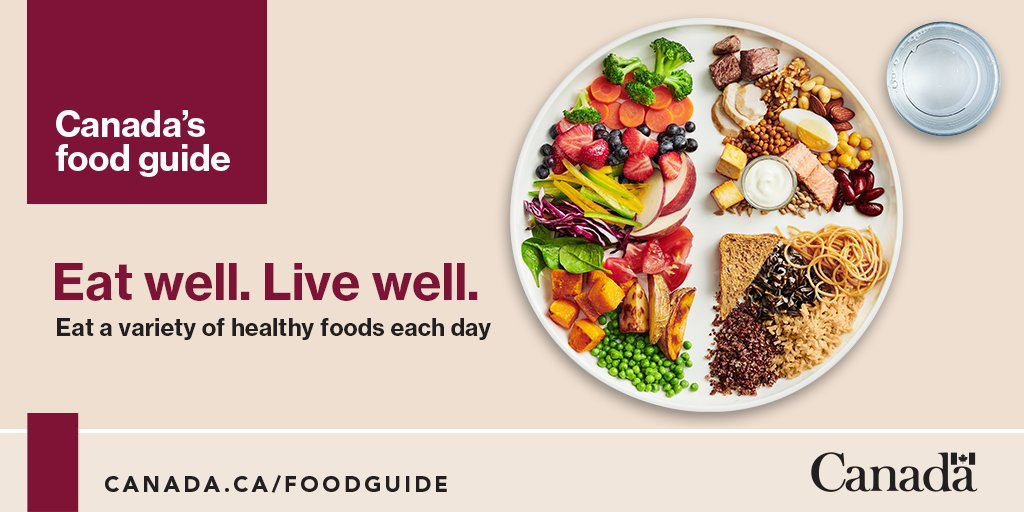 Canada's
food guide
Eat well. Live well.
Eat a variety of healthy foods each day
CANADA.CA/FOODGUIDE
Canada